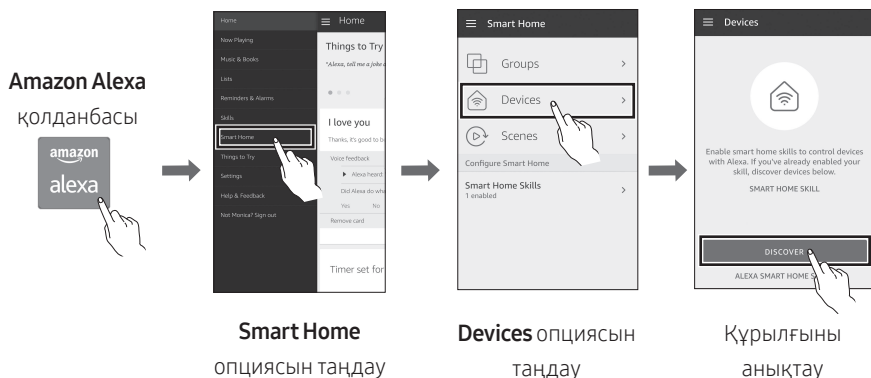 Amazon Alexa
қолданбасы
amazon
alexa
Home
Now Playing
Music & Books
Lists
Reminders & Alarms
Skills
Smart Home
Things to Try
Settings
Help & Feedback
Not Monica? Sign out
Home
Things to Try
"Alexa, tell me a joke
I love you
Thanks, it's good to b
Voice feedback
Alexa heard
Did Alexa do wha
Yes No
Remove card
Timer set for
Smart Home
опциясын таңдау
Smart Home
Groups
Devices
Scenes
Configure Smart Home
Smart Home Skills
1 enabled
Devices опциясын
таңдау
Devices
Enable smart home skills to control devices
with Alexa. If you've already enabled your
skill, discover devices below.
SMART HOME SKILL
DISCOVER
ALEXA SMART HOME S
Құрылғыны
анықтау